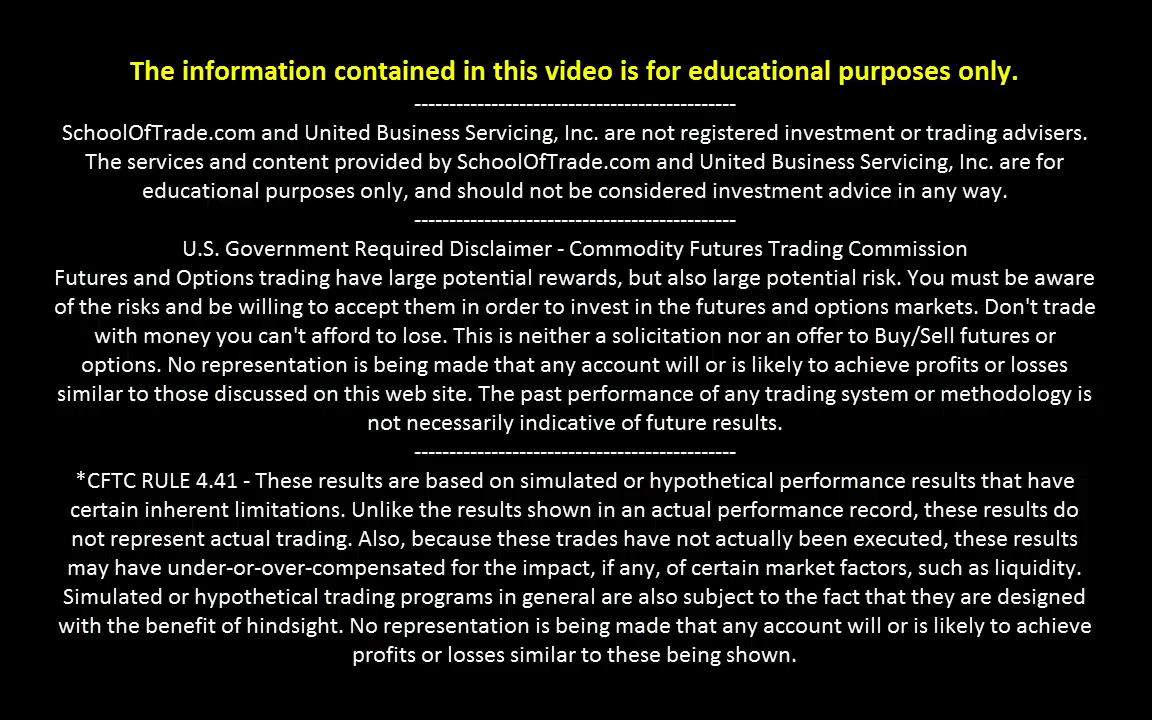 The information contained in this video is for educational purposes only.
----------------------------------------------
SchoolOfTrade.com and United Business Servicing, Inc. are not registered investment or trading advisers.
The services and content provided by SchoolOfTrade.com and United Business Servicing, Inc. are for
educational purposes only, and should not be considered investment advice in any way.
----------------------------------------------
U.S. Government Required Disclaimer - Commodity Futures Trading Commission
Futures and Options trading have large potential rewards, but also large potential risk. You must be aware
of the risks and be willing to accept them in order to invest in the futures and options markets. Don't trade
with money you can't afford to lose. This is neither a solicitation nor an offer to Buy/Sell futures or
options. No representation is being made that any account will or is likely to achieve profits or losses
similar to those discussed on this web site. The past performance of any trading system or methodology is
not necessarily indicative of future results.
----------------------------------------------
*CFTC RULE 4.41 - These results are based on simulated or hypothetical performance results that have
certain inherent limitations. Unlike the results shown in an actual performance record, these results do
not represent actual trading. Also, because these trades have not actually been executed, these results
may have under-or-over-compensated for the impact, if any, of certain market factors, such as liquidity.
Simulated or hypothetical trading programs in general are also subject to the fact that they are designed
with the benefit of hindsight. No representation is being made that any account will or is likely to achieve
profits or losses similar to these being shown.